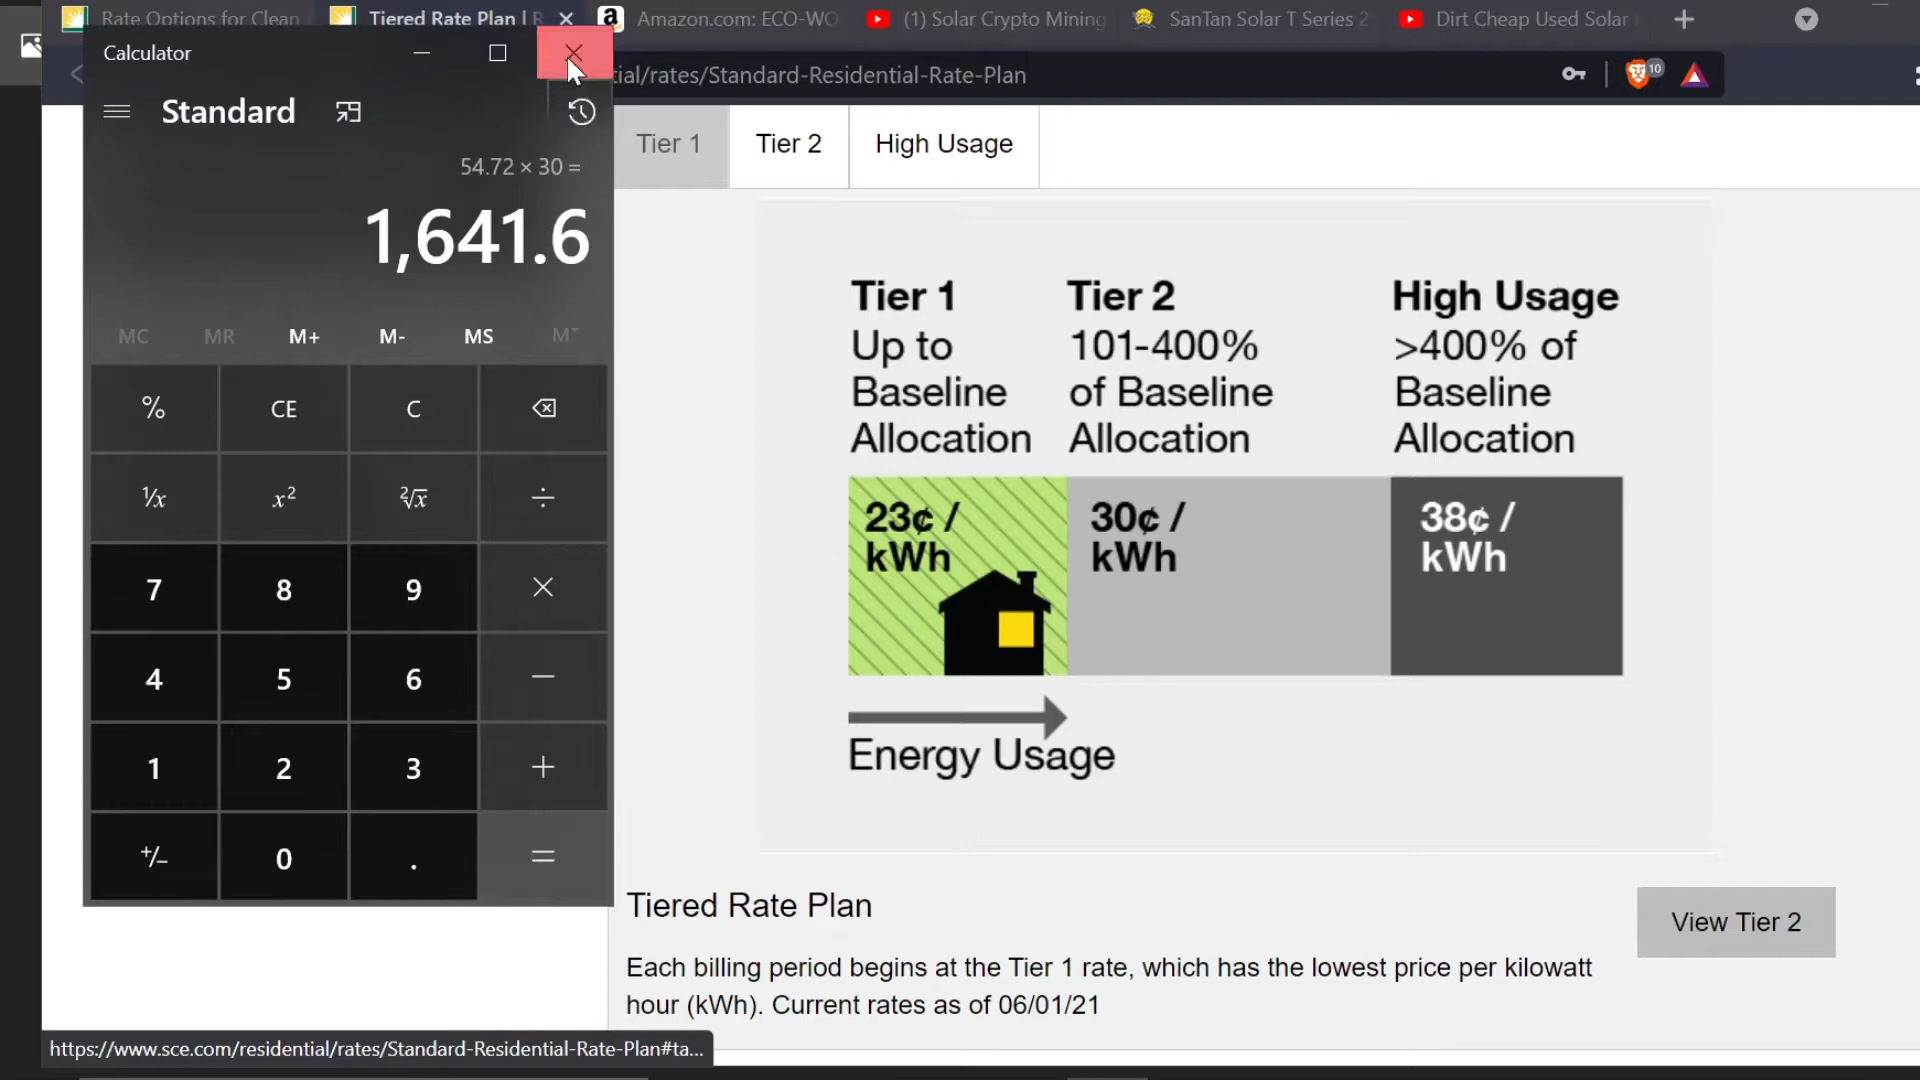 Rate Options for Clean
Tiered Rate Plan | R
Amazon.com: ECO-WO
(1) Solar Crypto Mining
SanTan Solar T Series 2
Dirt Cheap Used Solar
Calculator
ial/rates/Standard-Residential-Rate-Plan
10
Standard
54.72 × 30 =
1,641.6
MC MR M+ M- MS M˅
% CE C
¹/x x² ²√x ÷
7 8 9 ×
4 5 6 −
1 2 3 +
+/− 0 . =
Tier 1 Tier 2 High Usage
Tier 1
Up to
Baseline
Allocation
Tier 2
101-400%
of Baseline
Allocation
High Usage
>400% of
Baseline
Allocation
23¢ /
kWh
30¢ /
kWh
38¢ /
kWh
Energy Usage
Tiered Rate Plan
View Tier 2
Each billing period begins at the Tier 1 rate, which has the lowest price per kilowatt
hour (kWh). Current rates as of 06/01/21
https://www.sce.com/residential/rates/Standard-Residential-Rate-Plan#ta...